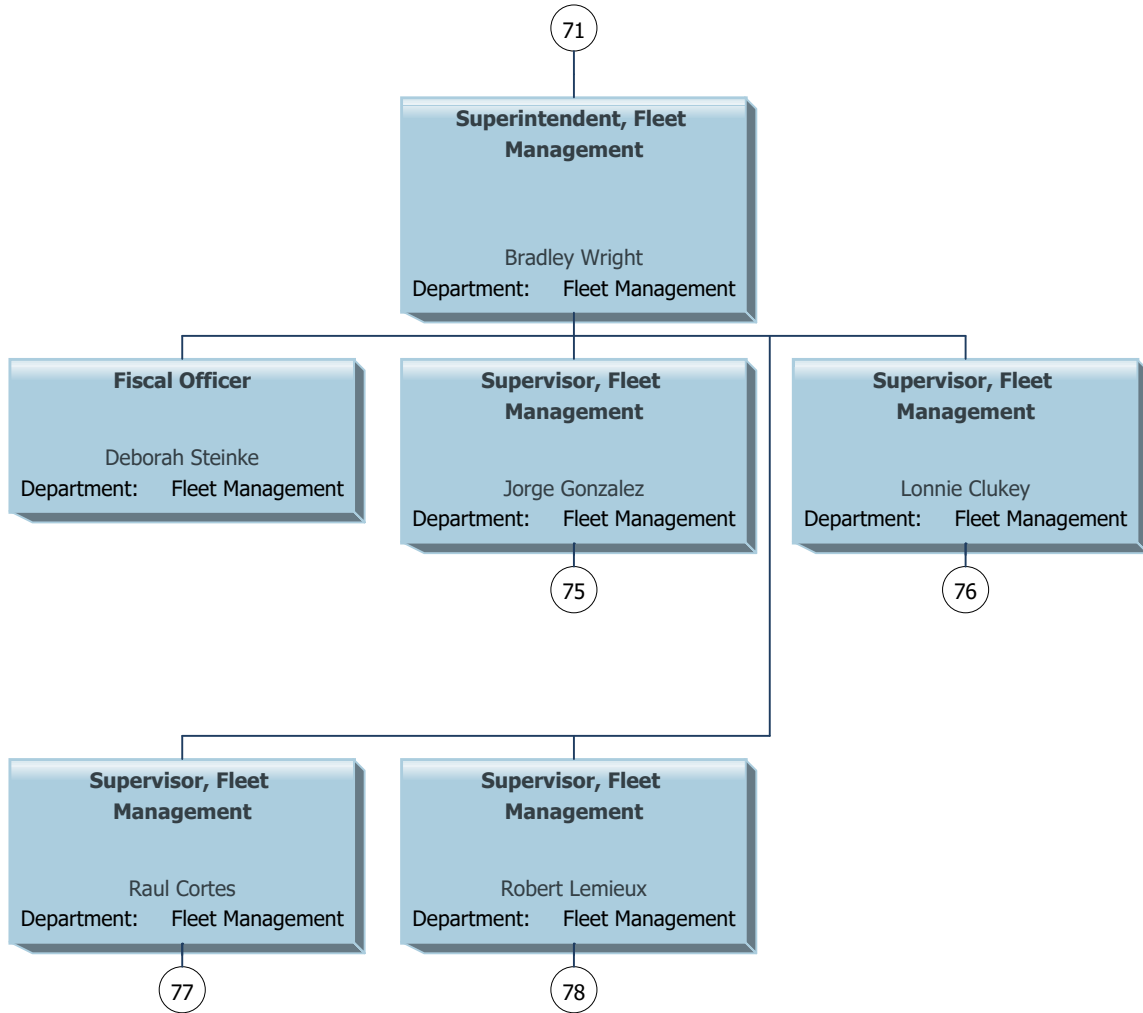 71
Superintendent, Fleet
Management
Bradley Wright
Department: Fleet Management
Fiscal Officer
Deborah Steinke
Department: Fleet Management
Supervisor, Fleet
Management
Jorge Gonzalez
Department: Fleet Management
75
Supervisor, Fleet
Management
Lonnie Clukey
Department: Fleet Management
76
Supervisor, Fleet
Management
Raul Cortes
Department: Fleet Management
77
Supervisor, Fleet
Management
Robert Lemieux
Department: Fleet Management
78